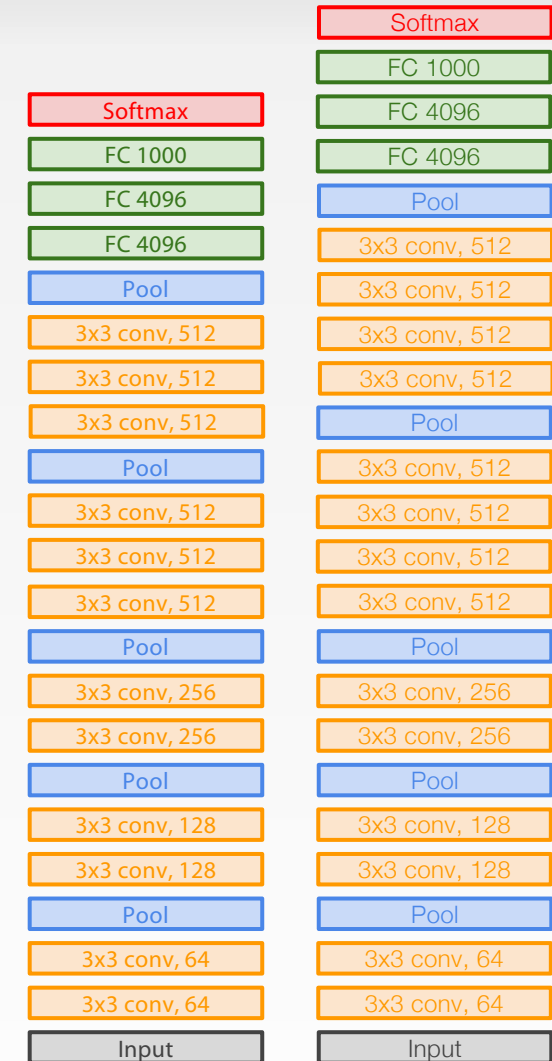 Softmax
FC 1000
FC 4096
FC 4096
Pool
3x3 conv, 512
3x3 conv, 512
3x3 conv, 512
Pool
3x3 conv, 512
3x3 conv, 512
3x3 conv, 512
Pool
3x3 conv, 256
3x3 conv, 256
Pool
3x3 conv, 128
3x3 conv, 128
Pool
3x3 conv, 64
3x3 conv, 64
Input
Softmax
FC 1000
FC 4096
FC 4096
Pool
3x3 conv, 512
3x3 conv, 512
3x3 conv, 512
3x3 conv, 512
Pool
3x3 conv, 512
3x3 conv, 512
3x3 conv, 512
3x3 conv, 512
Pool
3x3 conv, 256
3x3 conv, 256
Pool
3x3 conv, 128
3x3 conv, 128
Pool
3x3 conv, 64
3x3 conv, 64
Input